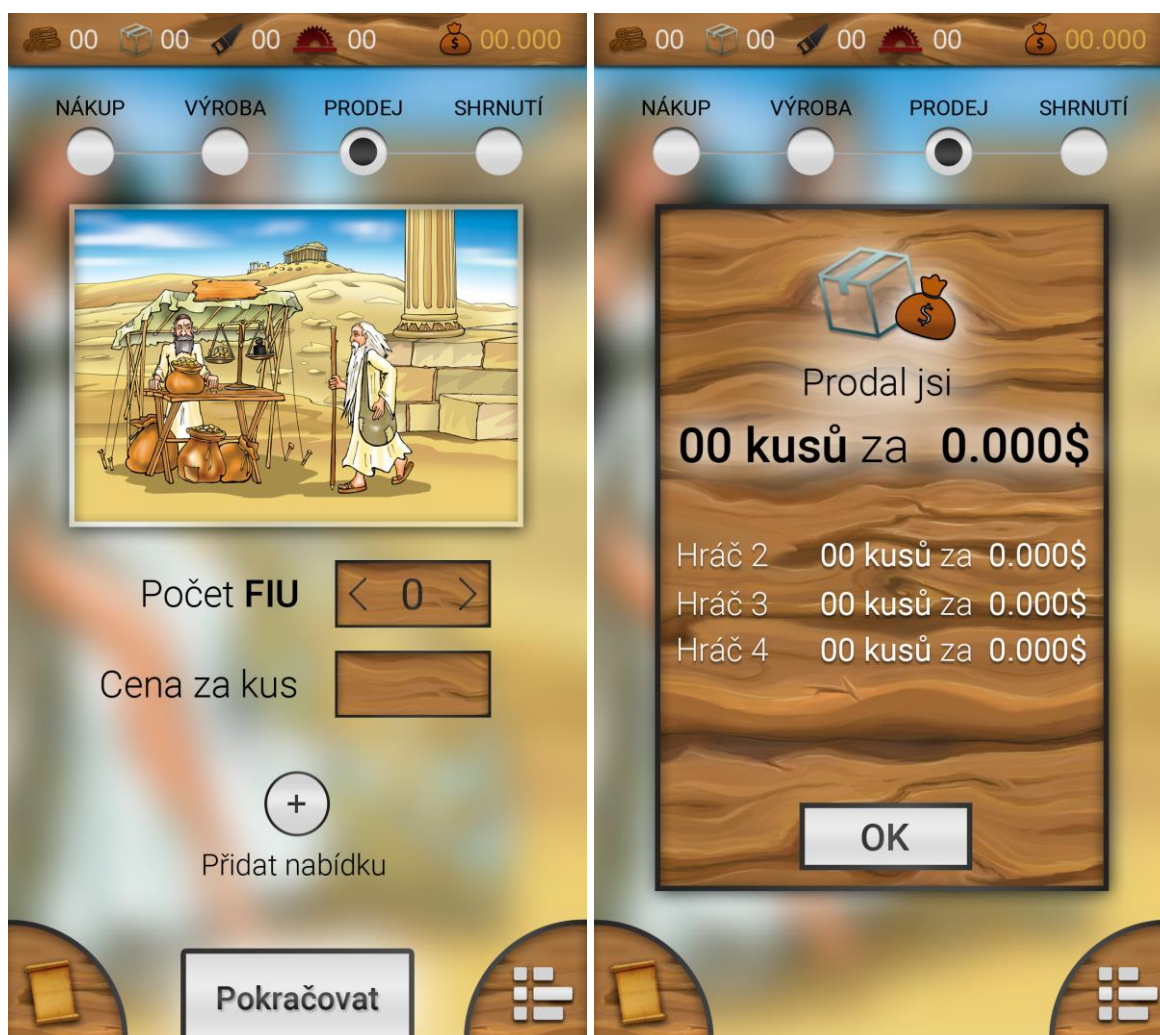 00 00 00 00 00.000
NÁKUP VÝROBA PRODEJ SHRNUTÍ
Počet FIU < 0 >
Cena za kus
+
Přidat nabídku
Pokračovat
00 00 00 00 00.000
NÁKUP VÝROBA PRODEJ SHRNUTÍ
$
Prodal jsi
00 kusů za 0.000$
Hráč 2 00 kusů za 0.000$
Hráč 3 00 kusů za 0.000$
Hráč 4 00 kusů za 0.000$
OK